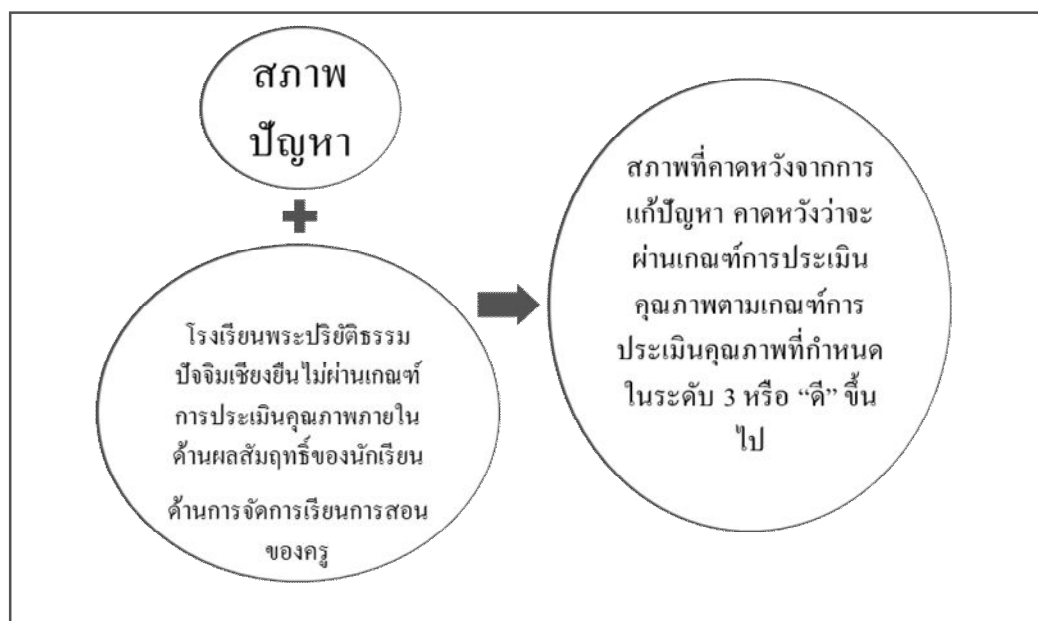 สภาพ
ปัญหา
โรงเรียนพระปริยัติธรรม
ปัจจิมเชียงยืนไม่ผ่านเกณฑ์
การประเมินคุณภาพภายใน
ด้านผลสัมฤทธิ์ของนักเรียน
ด้านการจัดการเรียนการสอน
ของครู
สภาพที่คาดหวังจากการ
แก้ปัญหา คาดหวังว่าจะ
ผ่านเกณฑ์การประเมิน
คุณภาพตามเกณฑ์การ
ประเมินคุณภาพที่กำหนด
ในระดับ 3 หรือ “ดี” ขึ้น
ไป